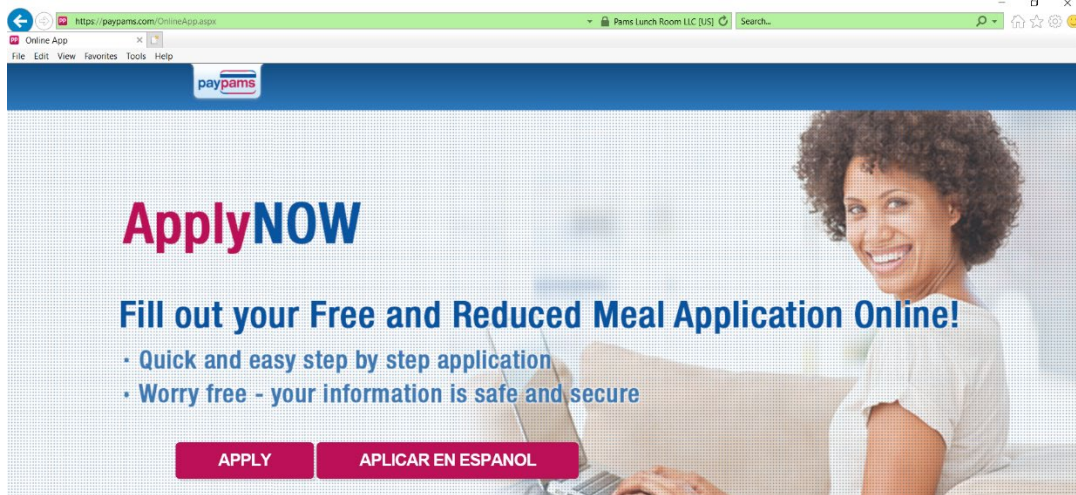 https://paypams.com/OnlineApp.aspx
Pams Lunch Room LLC [US]
Search...
PP Online App
File Edit View Favorites Tools Help
paypams
ApplyNOW
Fill out your Free and Reduced Meal Application Online!
· Quick and easy step by step application
· Worry free - your information is safe and secure
APPLY
APLICAR EN ESPANOL